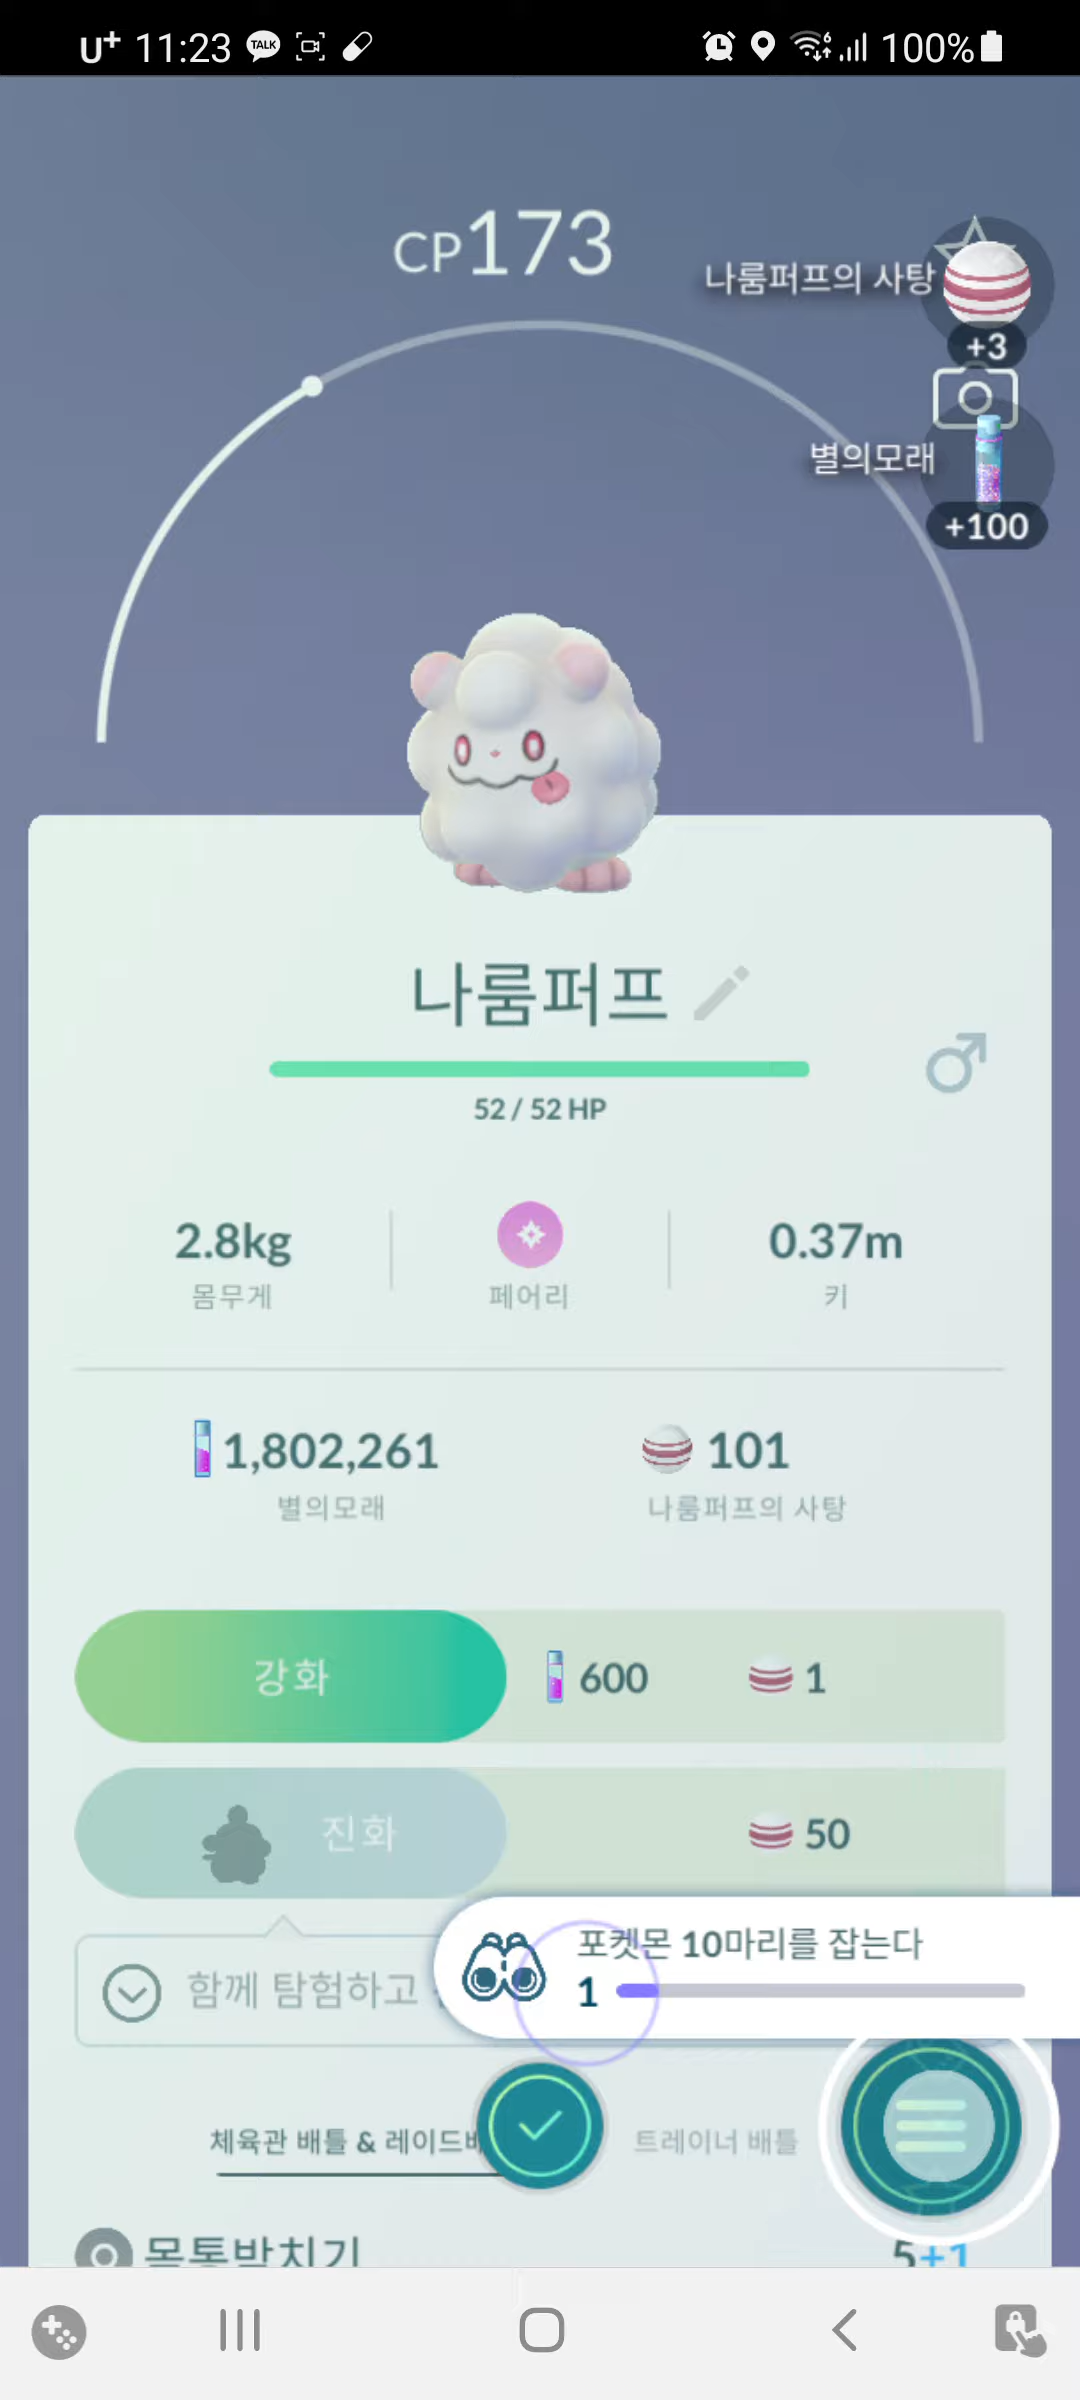 U+ 11:23 TALK 100%
CP173
나룸퍼프의 사탕
+3
별의모래
+100
나룸퍼프
52 / 52 HP
2.8kg
몸무게
페어리
0.37m
키
1,802,261
별의모래
101
나룸퍼프의 사탕
강화 600 1
진화 50
포켓몬 10마리를 잡는다
1
함께 탐험하고
체육관 배틀 & 레이드배
트레이너 배틀
몸통박치기 5+1